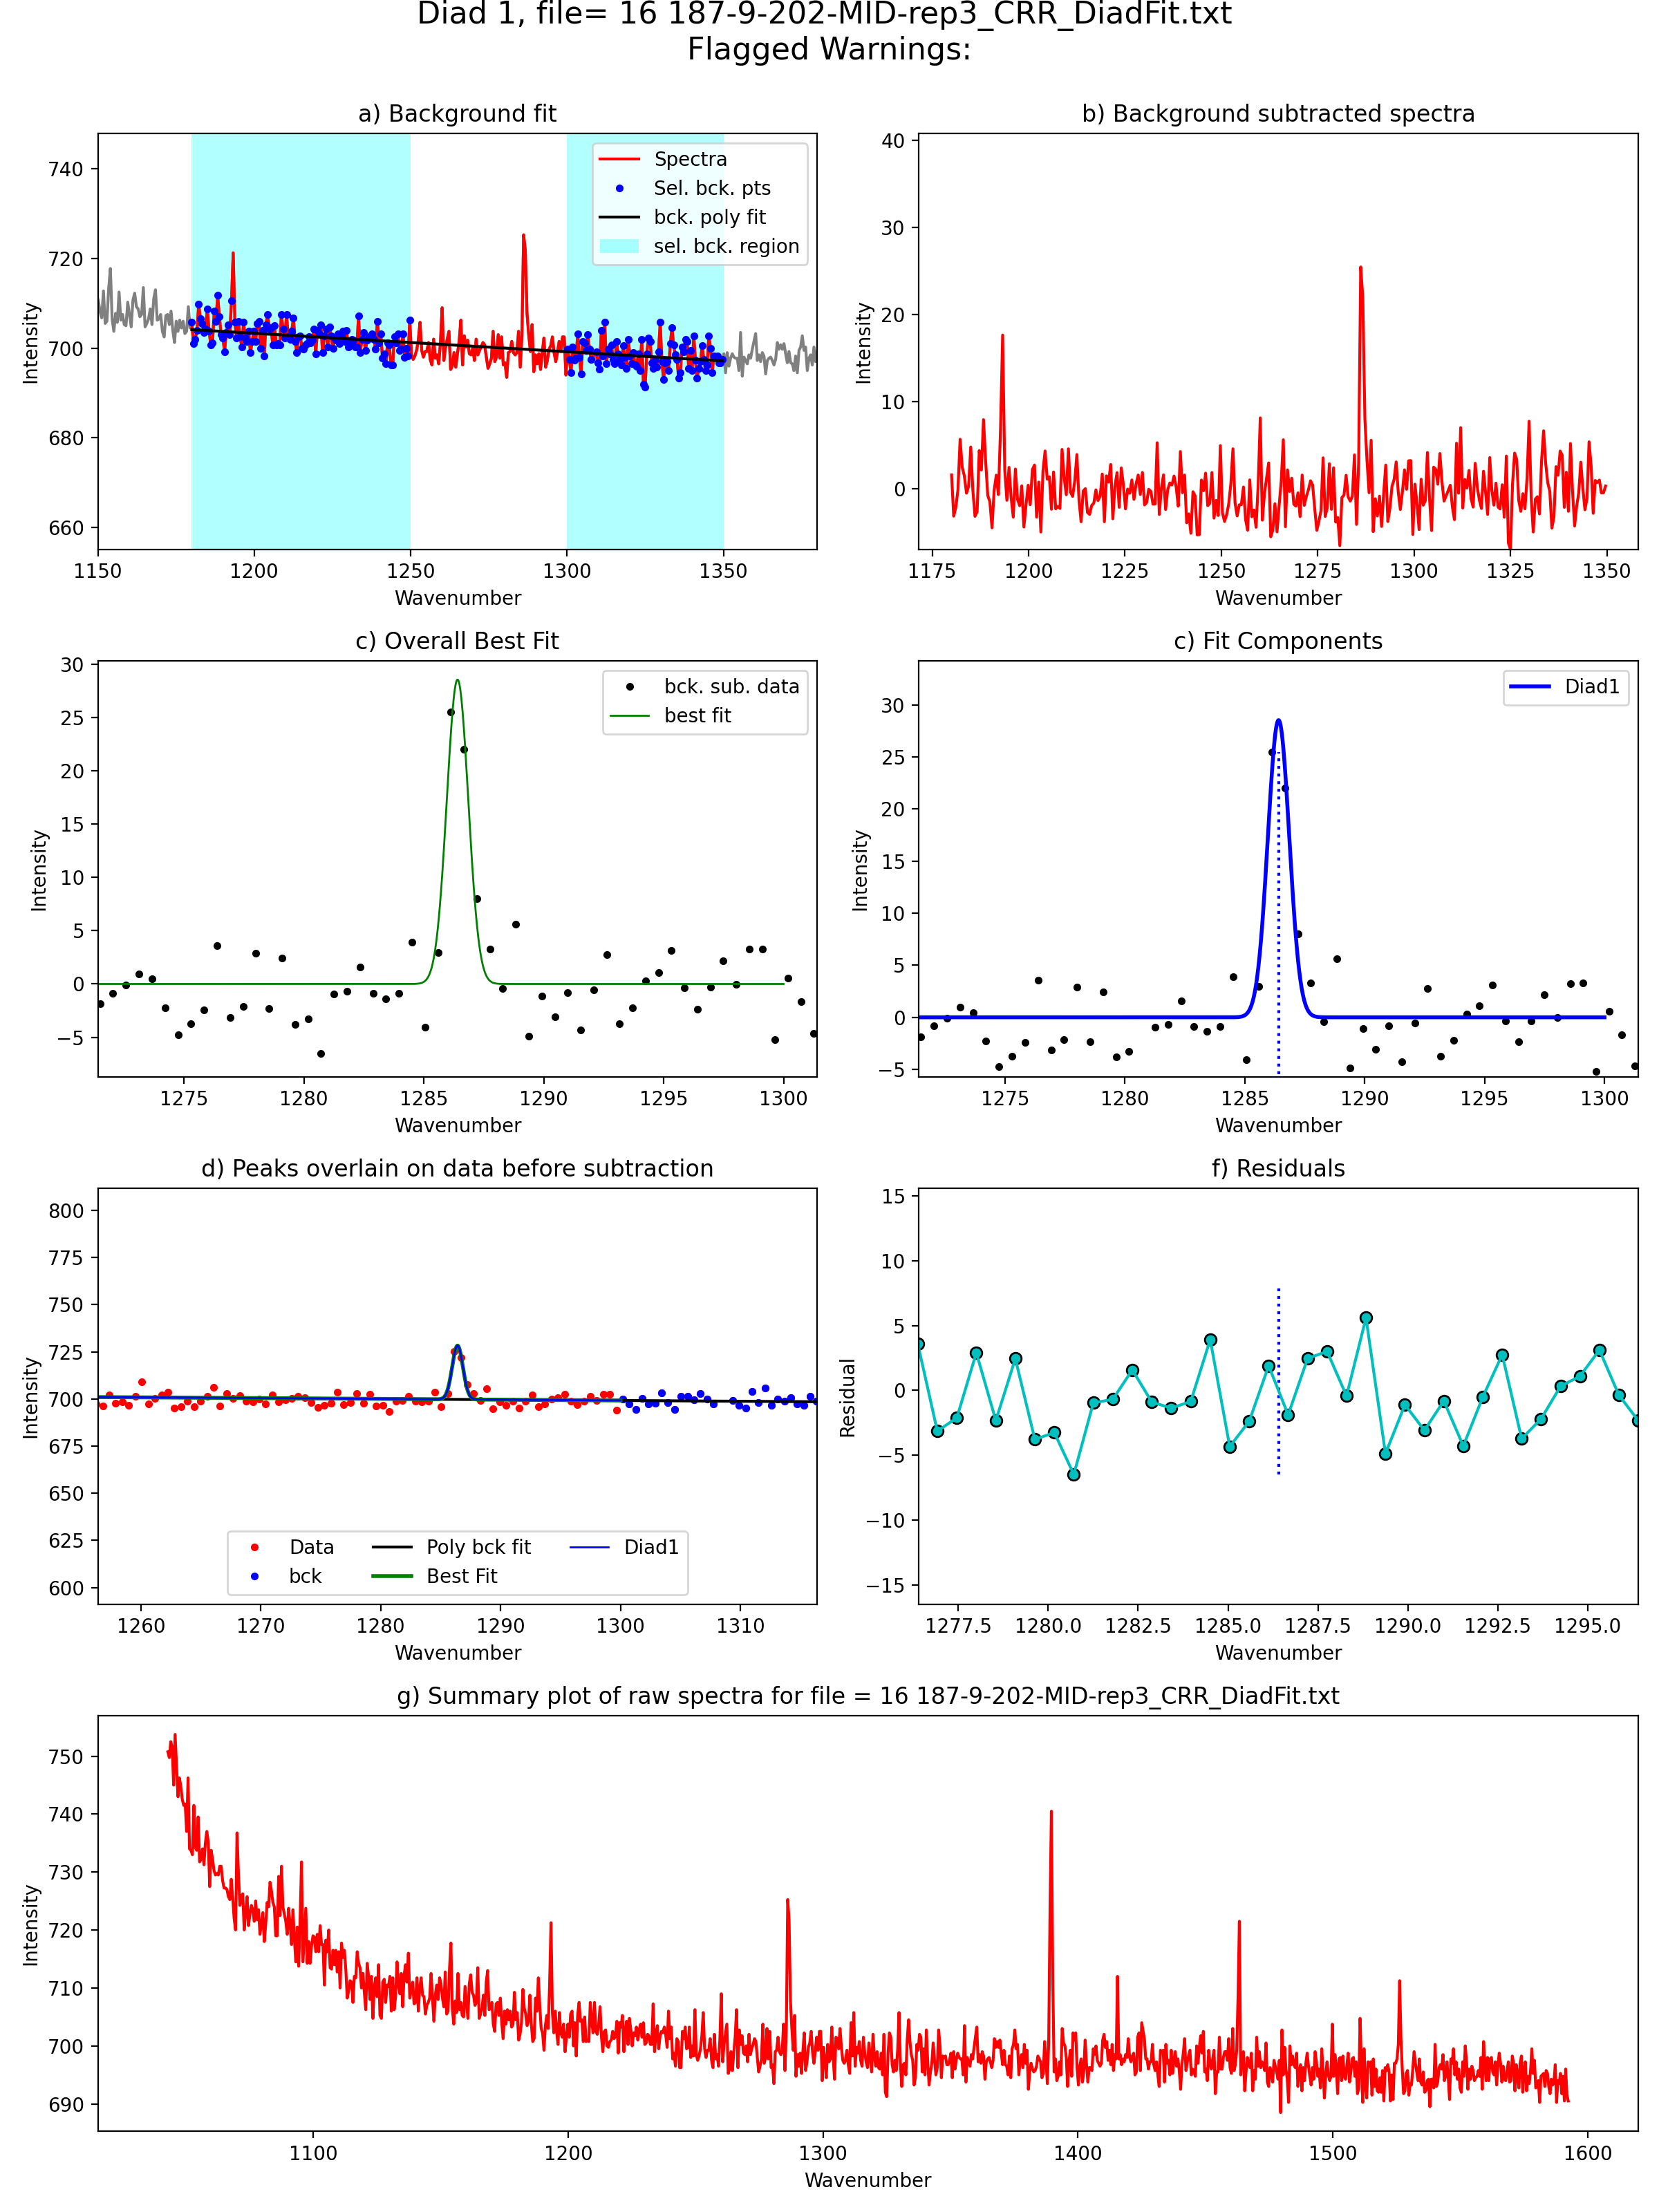 Diad 1, file= 16 187-9-202-MID-rep3_CRR_DiadFit.txt
Flagged Warnings:
a) Background fit
740
720
700
680
660
Intensity
1150
1200
1250
1300
1350
Wavenumber
Spectra
Sel. bck. pts
bck. poly fit
sel. bck. region
b) Background subtracted spectra
40
30
20
10
0
Intensity
1175
1200
1225
1250
1275
1300
1325
1350
Wavenumber
c) Overall Best Fit
30
25
20
15
10
5
0
−5
Intensity
1275
1280
1285
1290
1295
1300
Wavenumber
bck. sub. data
best fit
c) Fit Components
30
25
20
15
10
5
0
−5
Intensity
1275
1280
1285
1290
1295
1300
Wavenumber
Diad1
d) Peaks overlain on data before subtraction
800
775
750
725
700
675
650
625
600
Intensity
1260
1270
1280
1290
1300
1310
Wavenumber
Data
bck
Poly bck fit
Best Fit
Diad1
f) Residuals
15
10
5
0
−5
−10
−15
Residual
1277.5
1280.0
1282.5
1285.0
1287.5
1290.0
1292.5
1295.0
Wavenumber
g) Summary plot of raw spectra for file = 16 187-9-202-MID-rep3_CRR_DiadFit.txt
750
740
730
720
710
700
690
Intensity
1100
1200
1300
1400
1500
1600
Wavenumber